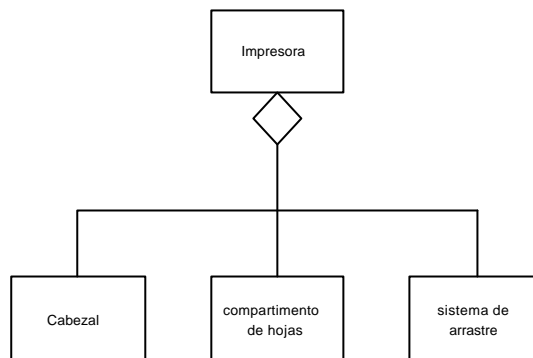 Impresora
Cabezal
compartimento
de hojas
sistema de
arrastre